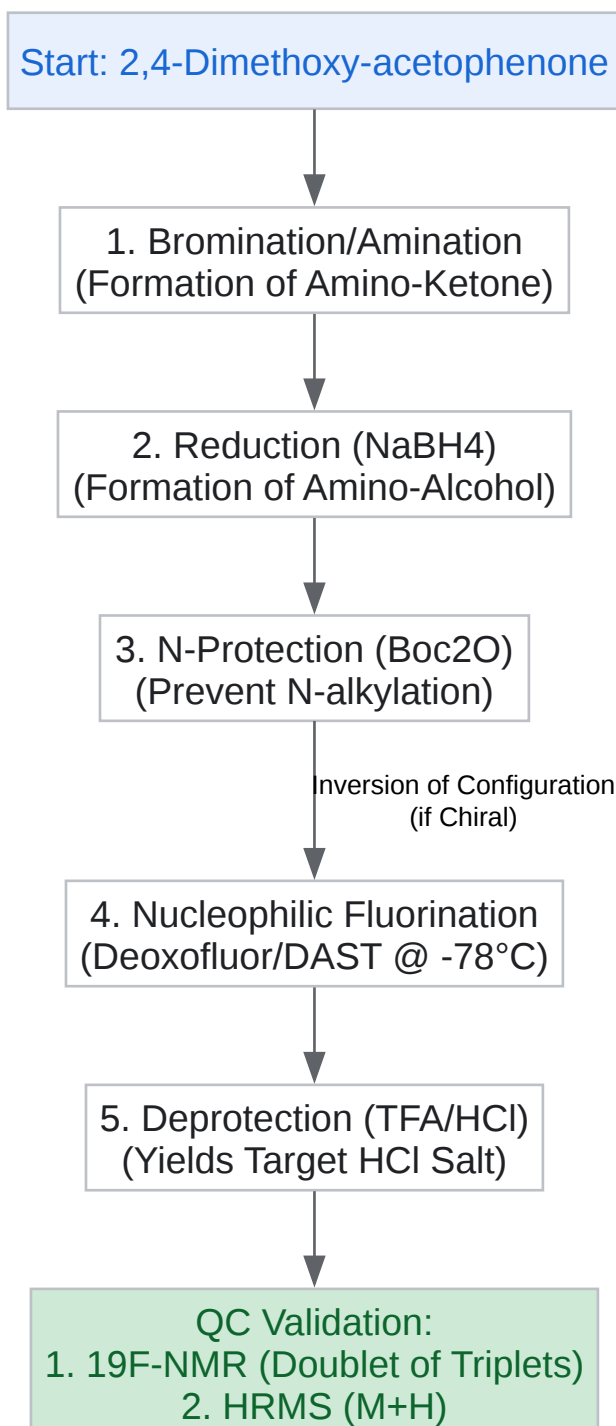 Start: 2,4-Dimethoxy-acetophenone
1. Bromination/Amination
(Formation of Amino-Ketone)
2. Reduction (NaBH4)
(Formation of Amino-Alcohol)
3. N-Protection (Boc2O)
(Prevent N-alkylation)
Inversion of Configuration
(if Chiral)
4. Nucleophilic Fluorination
(Deoxofluor/DAST @ -78°C)
5. Deprotection (TFA/HCl)
(Yields Target HCl Salt)
QC Validation:
1. 19F-NMR (Doublet of Triplets)
2. HRMS (M+H)